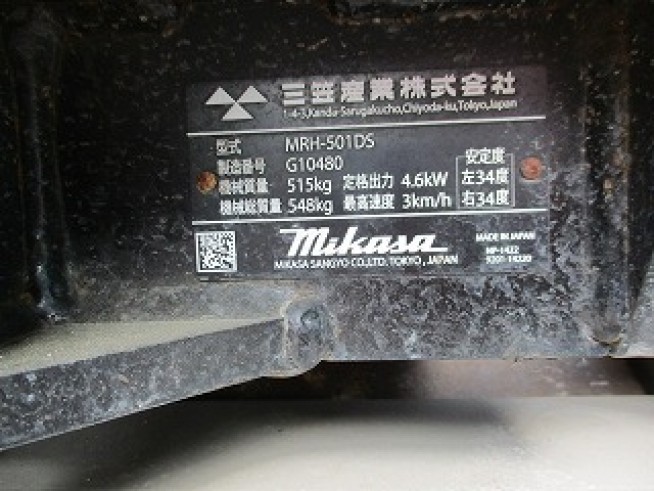 三笠産業株式会社
1-4-3,Kanda-Sarugakucho,Chiyoda-ku,Tokyo,Japan
型式 MRH-501DS
製造番号 G10480
機械質量 515kg 定格出力 4.6kW
機械総質量 548kg 最高速度 3km/h
安定度
左34度
右34度
Mikasa
MIKASA SANGYO CO.,LTD. TOKYO, JAPAN
MADE IN JAPAN